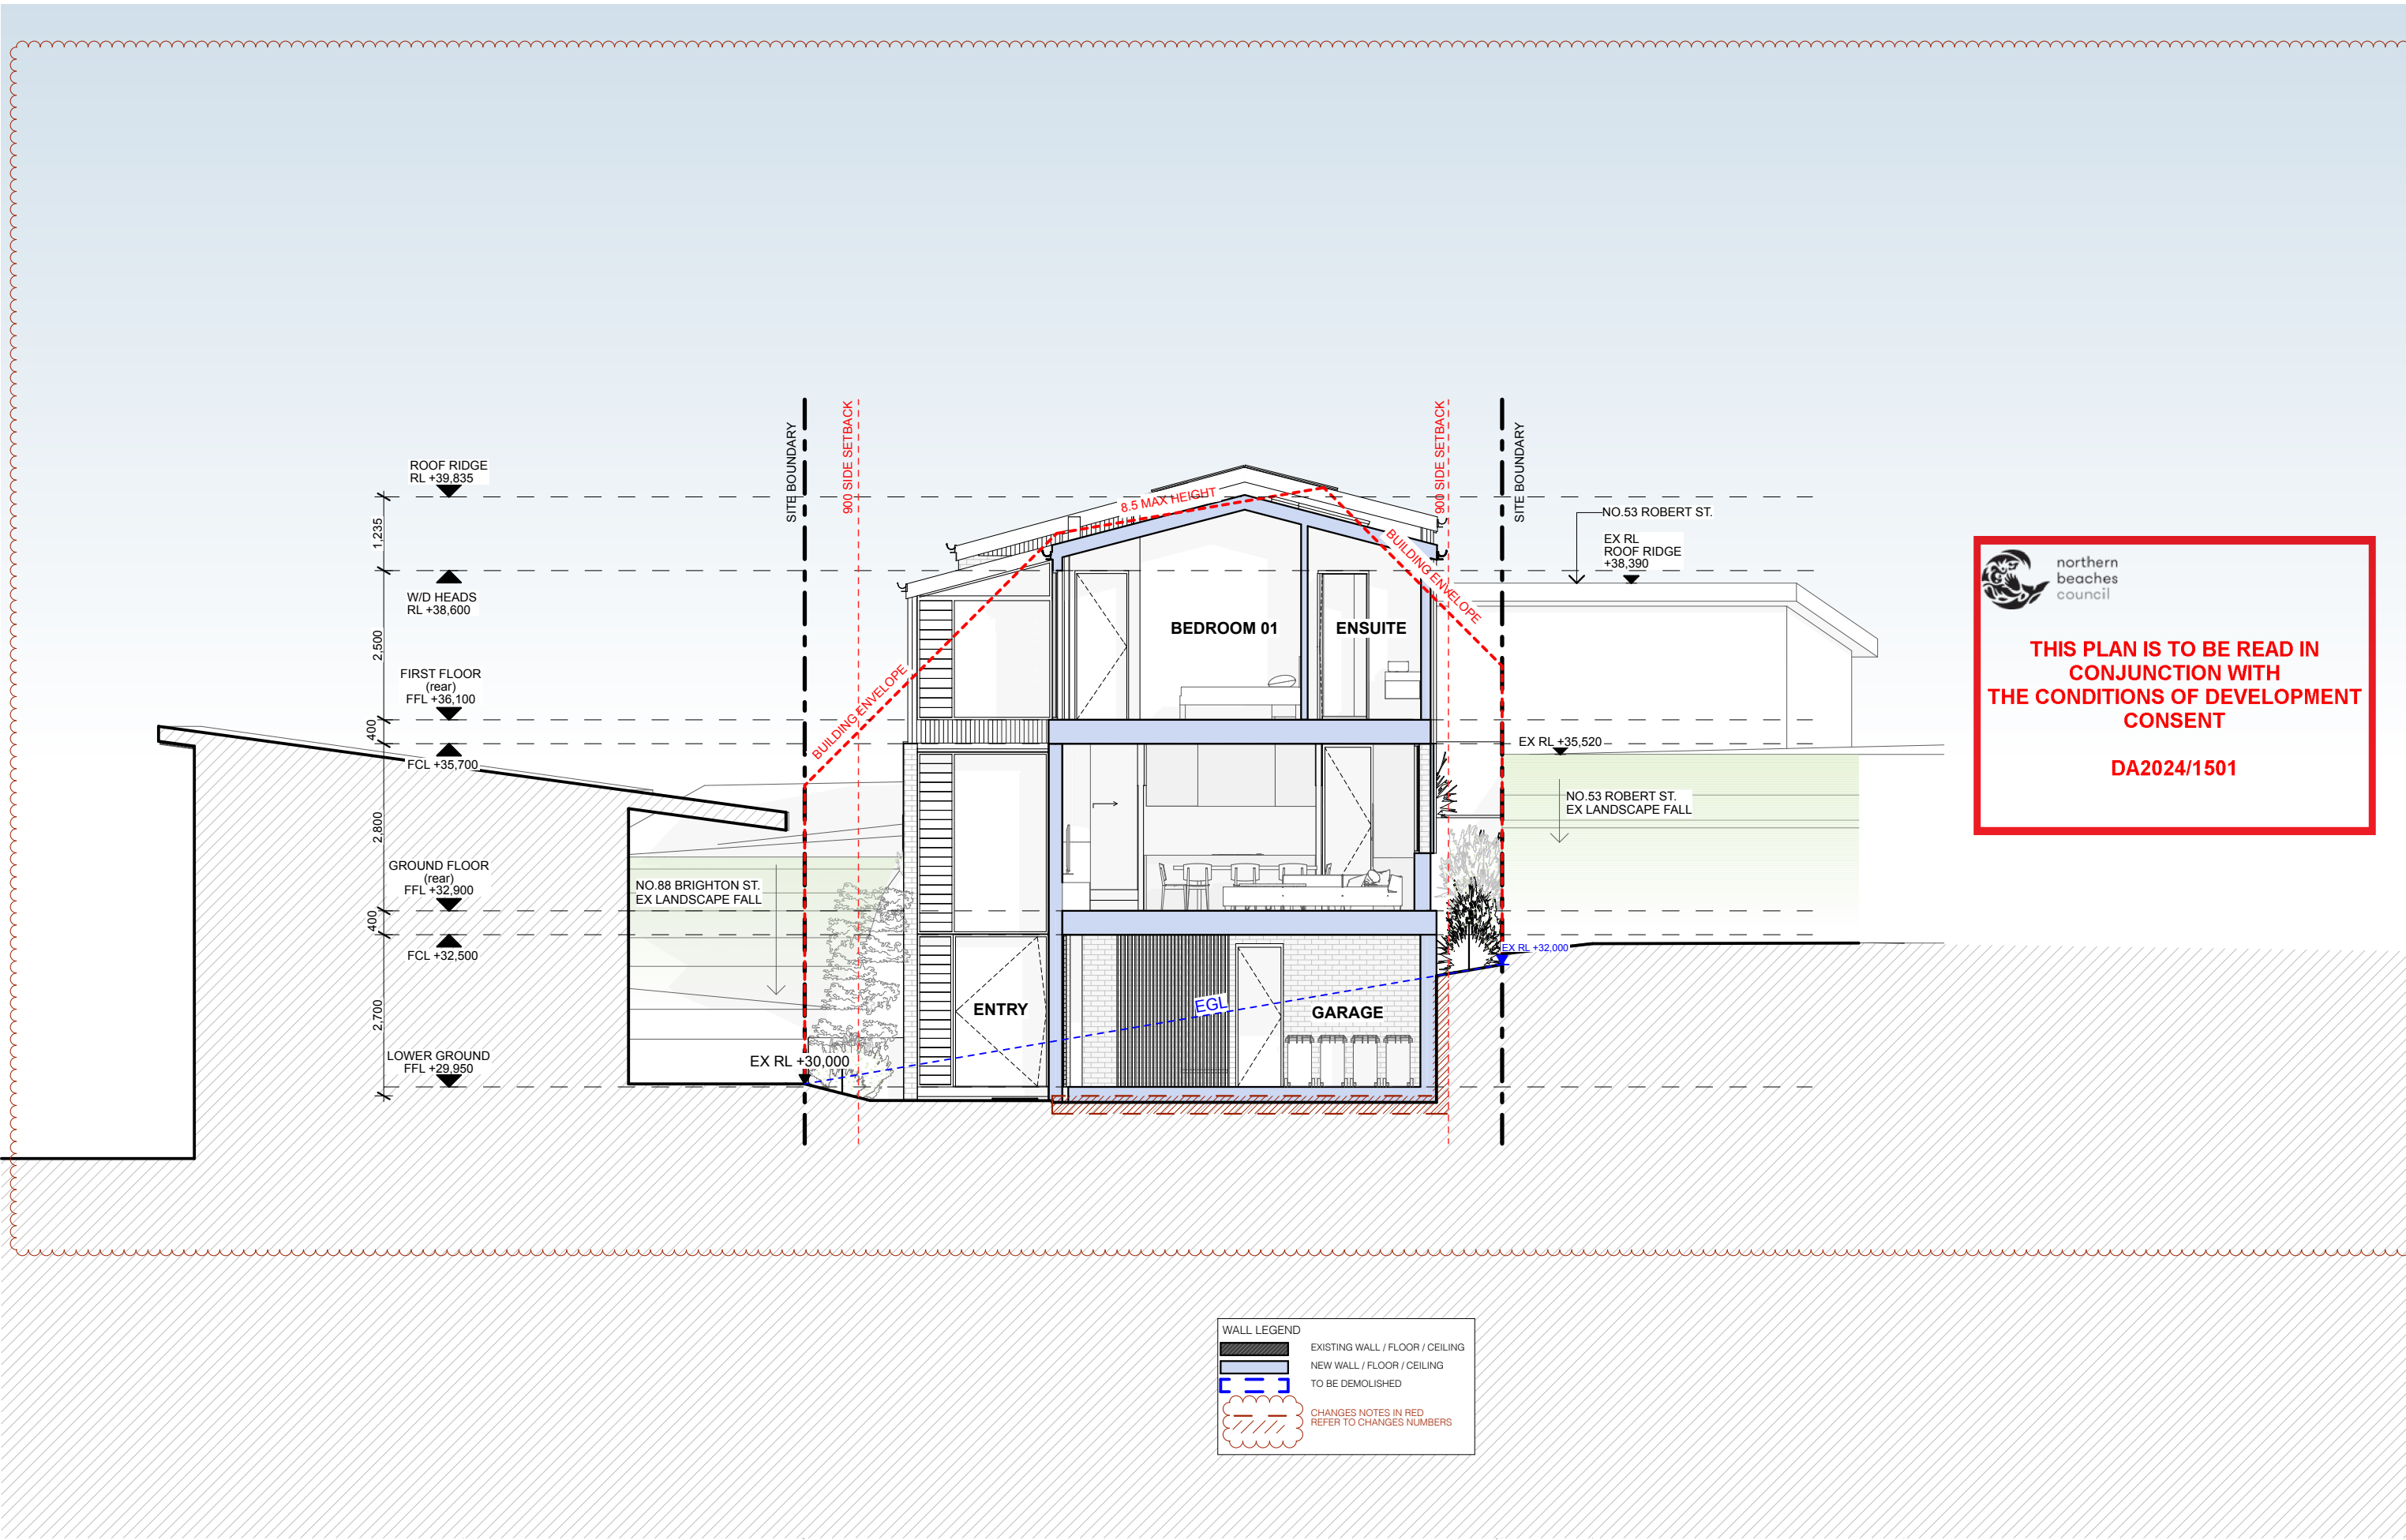 ROOF RIDGE
RL +39,835
1,235
W/D HEADS
RL +38,600
2,500
FIRST FLOOR
(rear)
FFL +36,100
400
FCL +35,700
2,800
GROUND FLOOR
(rear)
FFL +32,900
400
FCL +32,500
2,700
LOWER GROUND
FFL +29,950
SITE BOUNDARY
900 SIDE SETBACK
BUILDING ENVELOPE
8.5 MAX HEIGHT
BUILDING ENVELOPE
900 SIDE SETBACK
SITE BOUNDARY
NO.53 ROBERT ST.
EX RL
ROOF RIDGE
+38,390
BEDROOM 01
ENSUITE
EX RL +35,520
NO.53 ROBERT ST.
EX LANDSCAPE FALL
NO.88 BRIGHTON ST.
EX LANDSCAPE FALL
EX RL +32,000
ENTRY
EGL
GARAGE
EX RL +30,000
northern
beaches
council
THIS PLAN IS TO BE READ IN
CONJUNCTION WITH
THE CONDITIONS OF DEVELOPMENT
CONSENT
DA2024/1501
WALL LEGEND
EXISTING WALL / FLOOR / CEILING
NEW WALL / FLOOR / CEILING
TO BE DEMOLISHED
CHANGES NOTES IN RED
REFER TO CHANGES NUMBERS